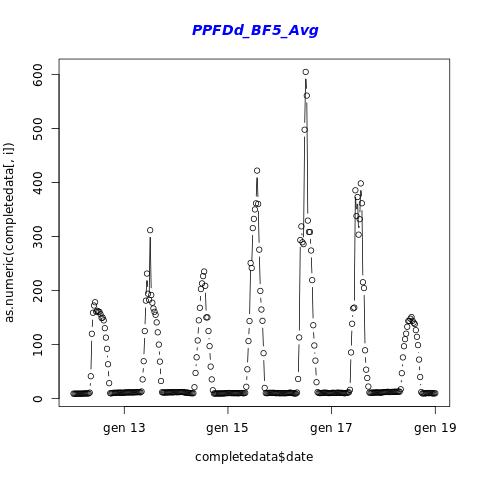 PPFDd_BF5_Avg
as.numeric(completedata[, i])
600
500
400
300
200
100
0
gen 13 gen 15 gen 17 gen 19
completedata$date